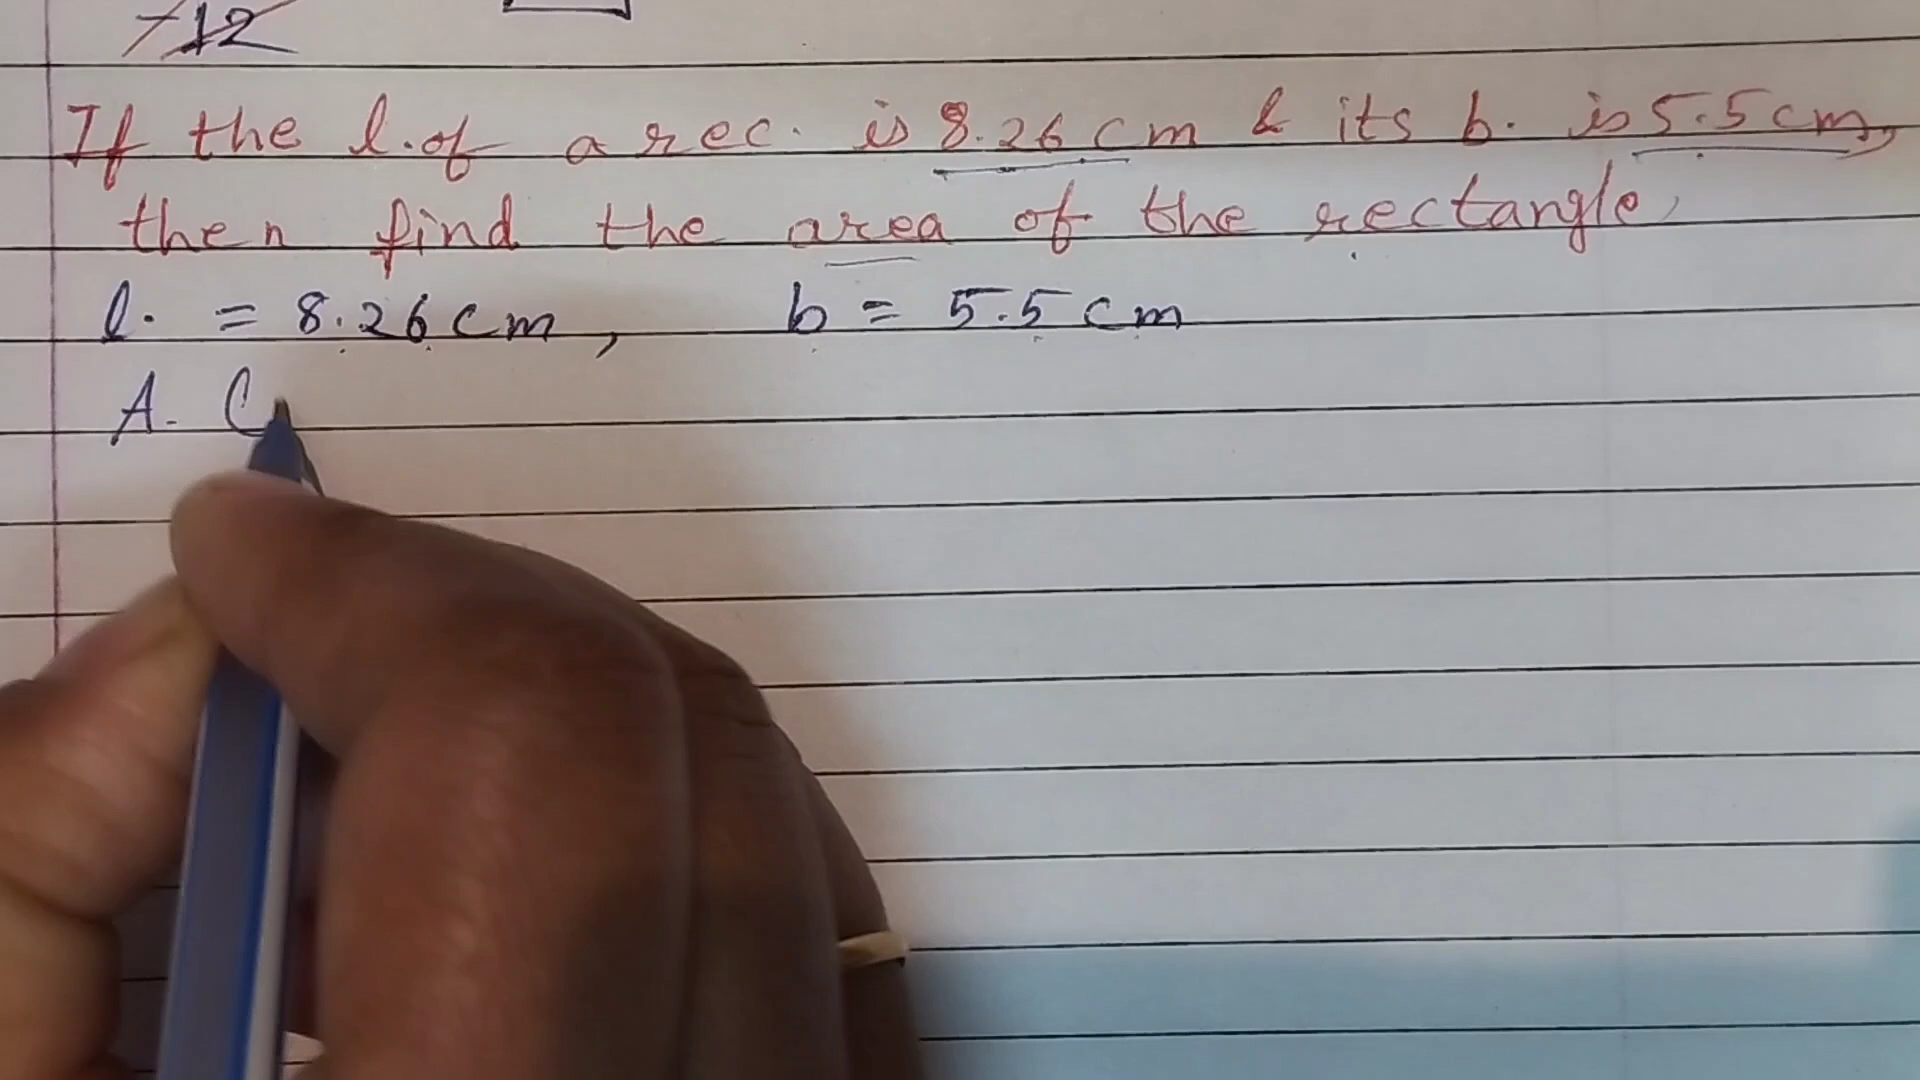 -12
If the l. of a rec. is 8.26 cm & its b. is 5.5 cm,
then find the area of the rectangle
l. = 8.26 cm, b = 5.5 cm
A. (